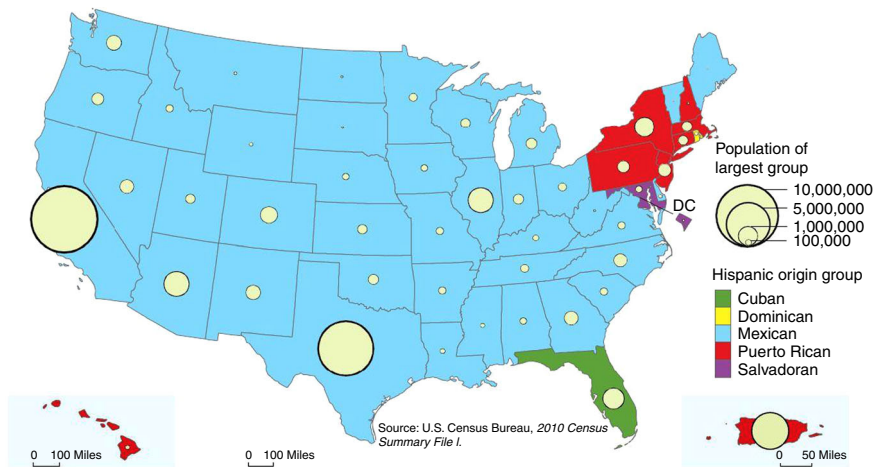 DC
Population of
largest group
10,000,000
5,000,000
1,000,000
100,000
Hispanic origin group
Cuban
Dominican
Mexican
Puerto Rican
Salvadoran
Source: U.S. Census Bureau, 2010 Census
Summary File I.
0 100 Miles
0 100 Miles
0 50 Miles